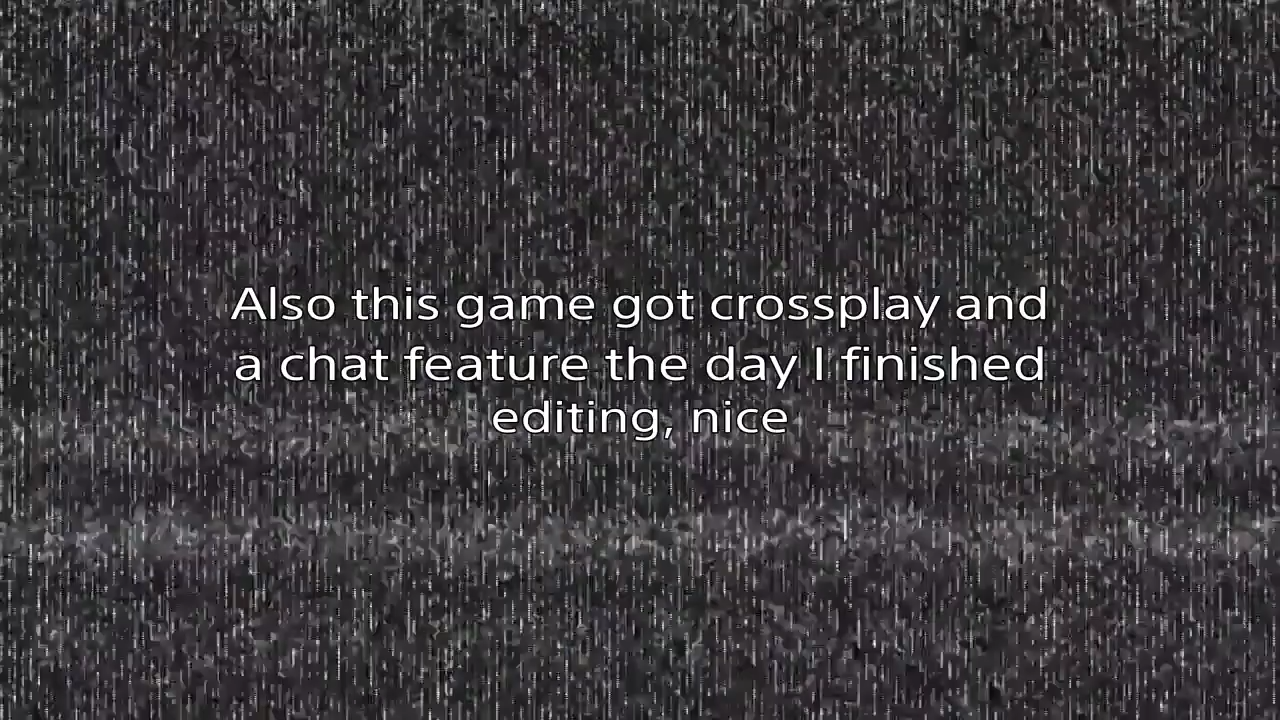 Also this game got crossplay and
a chat feature the day I finished
editing, nice